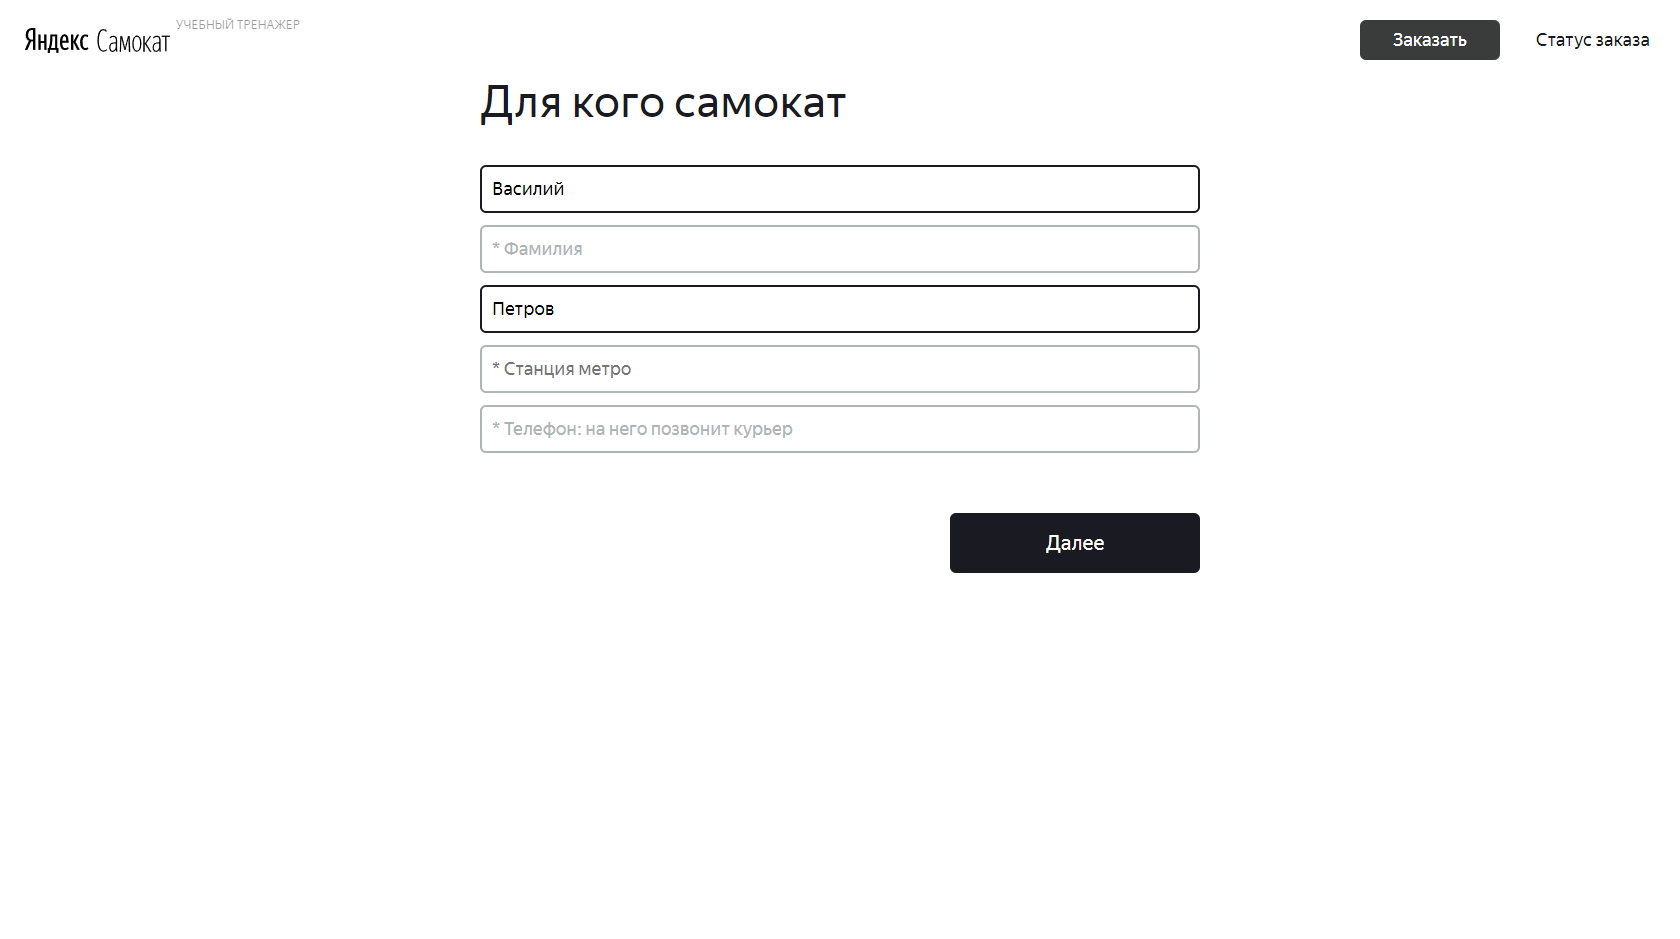 Яндекс Самокат
УЧЕБНЫЙ ТРЕНАЖЕР
Заказать
Статус заказа
Для кого самокат
Василий
* Фамилия
Петров
* Станция метро
* Телефон: на него позвонит курьер
Далее